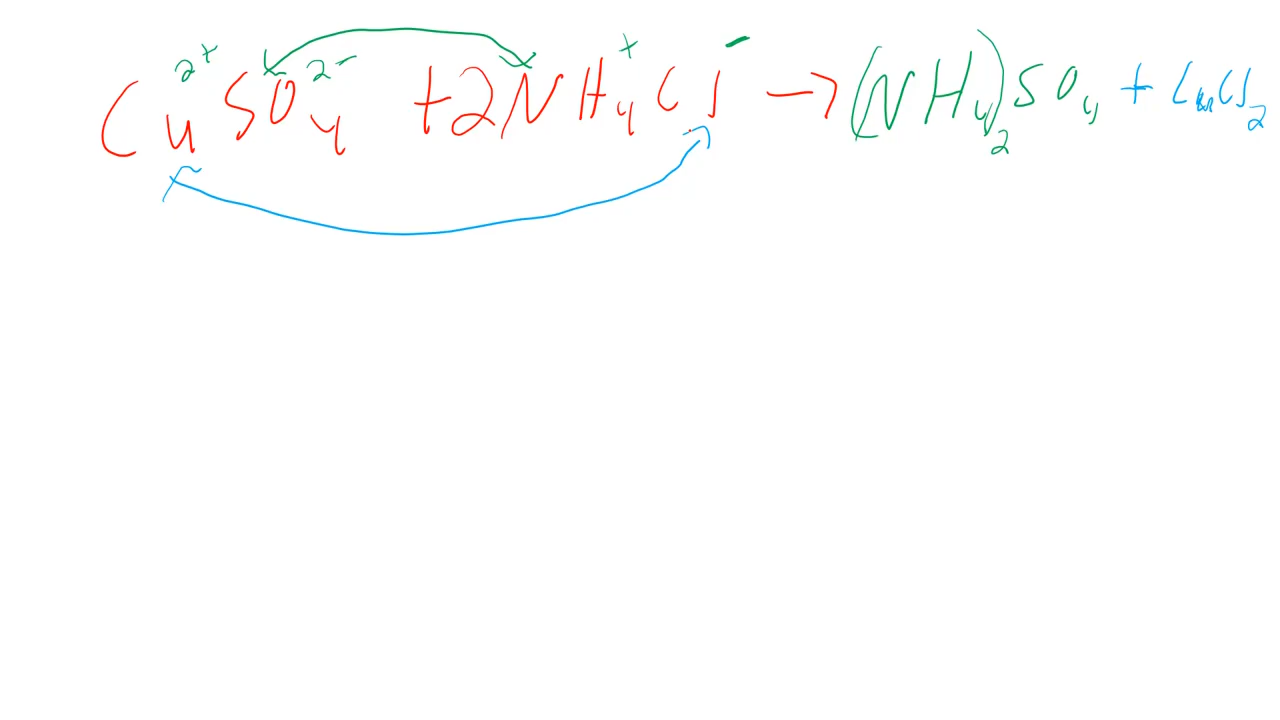 Cu²⁺SO₄²⁻ + 2NH₄⁺Cl⁻ → (NH₄)₂SO₄ + CuCl₂